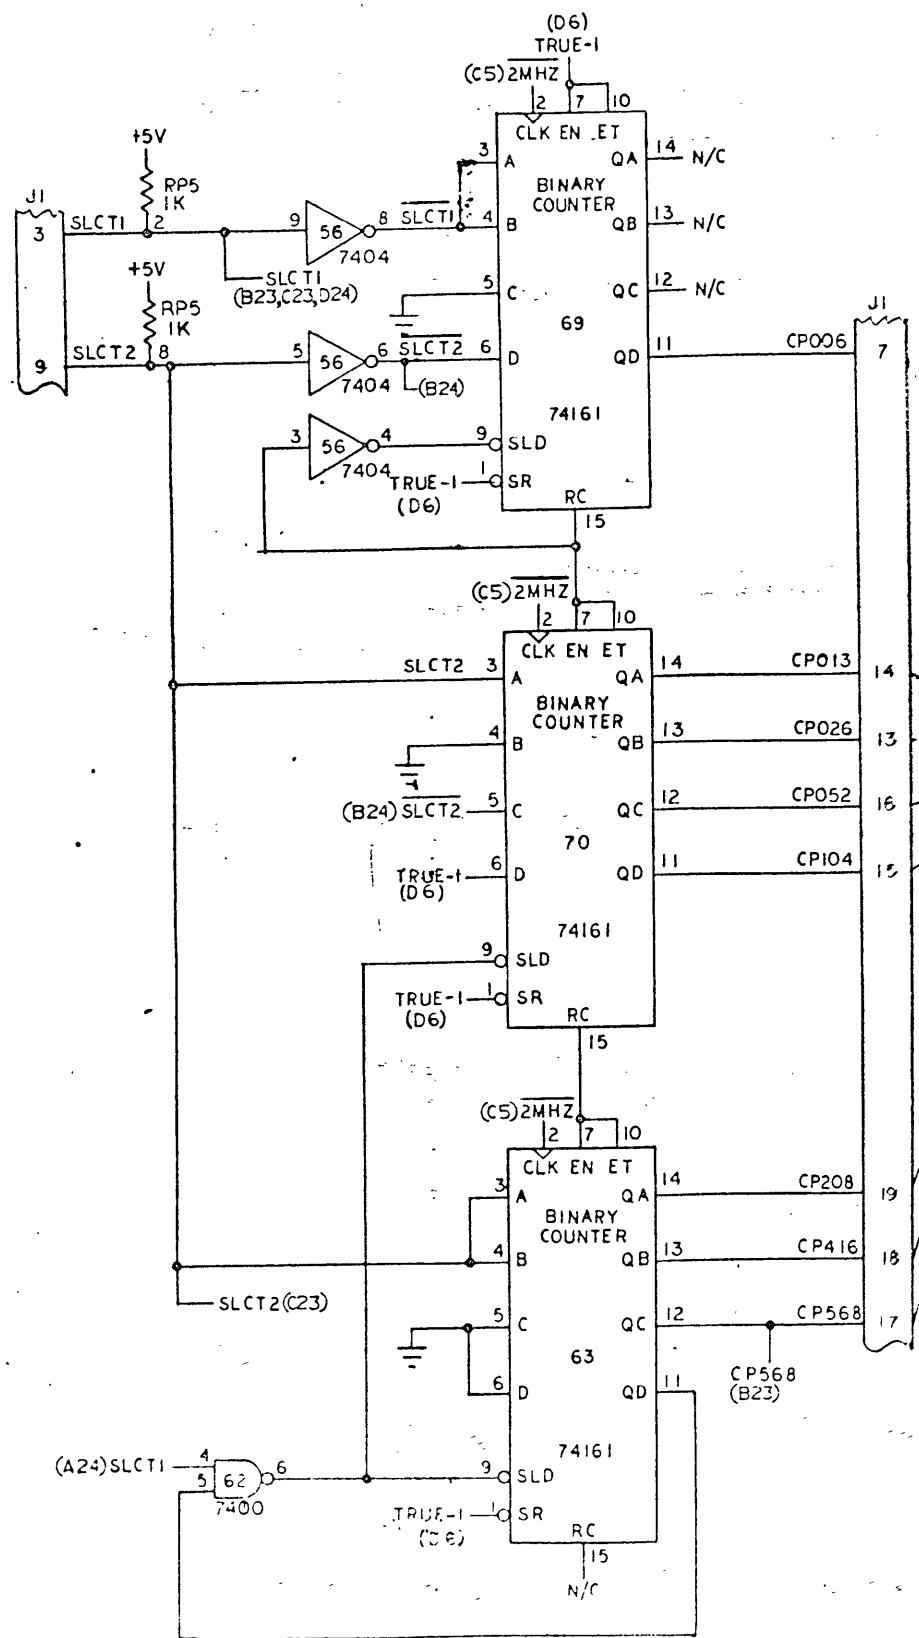 (D6)
TRUE-1
(C5) 2MHZ
2 7 10
CLK EN ET
+5V
RP5
1K
J1
3 SLCT1 2
9 56 8 SLCT1
7404
SLCT1
(B23,C23,D24)
3 A QA 14 N/C
BINARY
COUNTER
4 B QB 13 N/C
5 C QC 12 N/C
69
+5V
RP5
1K
9 SLCT2 8
5 56 6 SLCT2 6 D QD 11 CP006 7
J1
7404
(B24)
74161
3 56 4 9 SLD
7404
TRUE-1 1 SR
(D6)
RC
15
(C5) 2MHZ
2 7 10
CLK EN ET
SLCT2 3 A QA 14 CP013 14
BINARY
COUNTER
4 B QB 13 CP026 13
(B24) SLCT2 5 C QC 12 CP052 16
70
TRUE-1 6 D QD 11 CP104 15
(D6)
74161
9 SLD
TRUE-1 1 SR
(D6)
RC
15
(C5) 2MHZ
2 7 10
CLK EN ET
3 A QA 14 CP208 19
BINARY
COUNTER
4 B QB 13 CP416 18
SLCT2 (C23)
5 C QC 12 CP568 17
63
CP568
(B23)
6 D QD 11
74161
(A24) SLCT1 4
5 62 6 9 SLD
7400
TRUE-1 1 SR
(D6)
RC
15
N/C